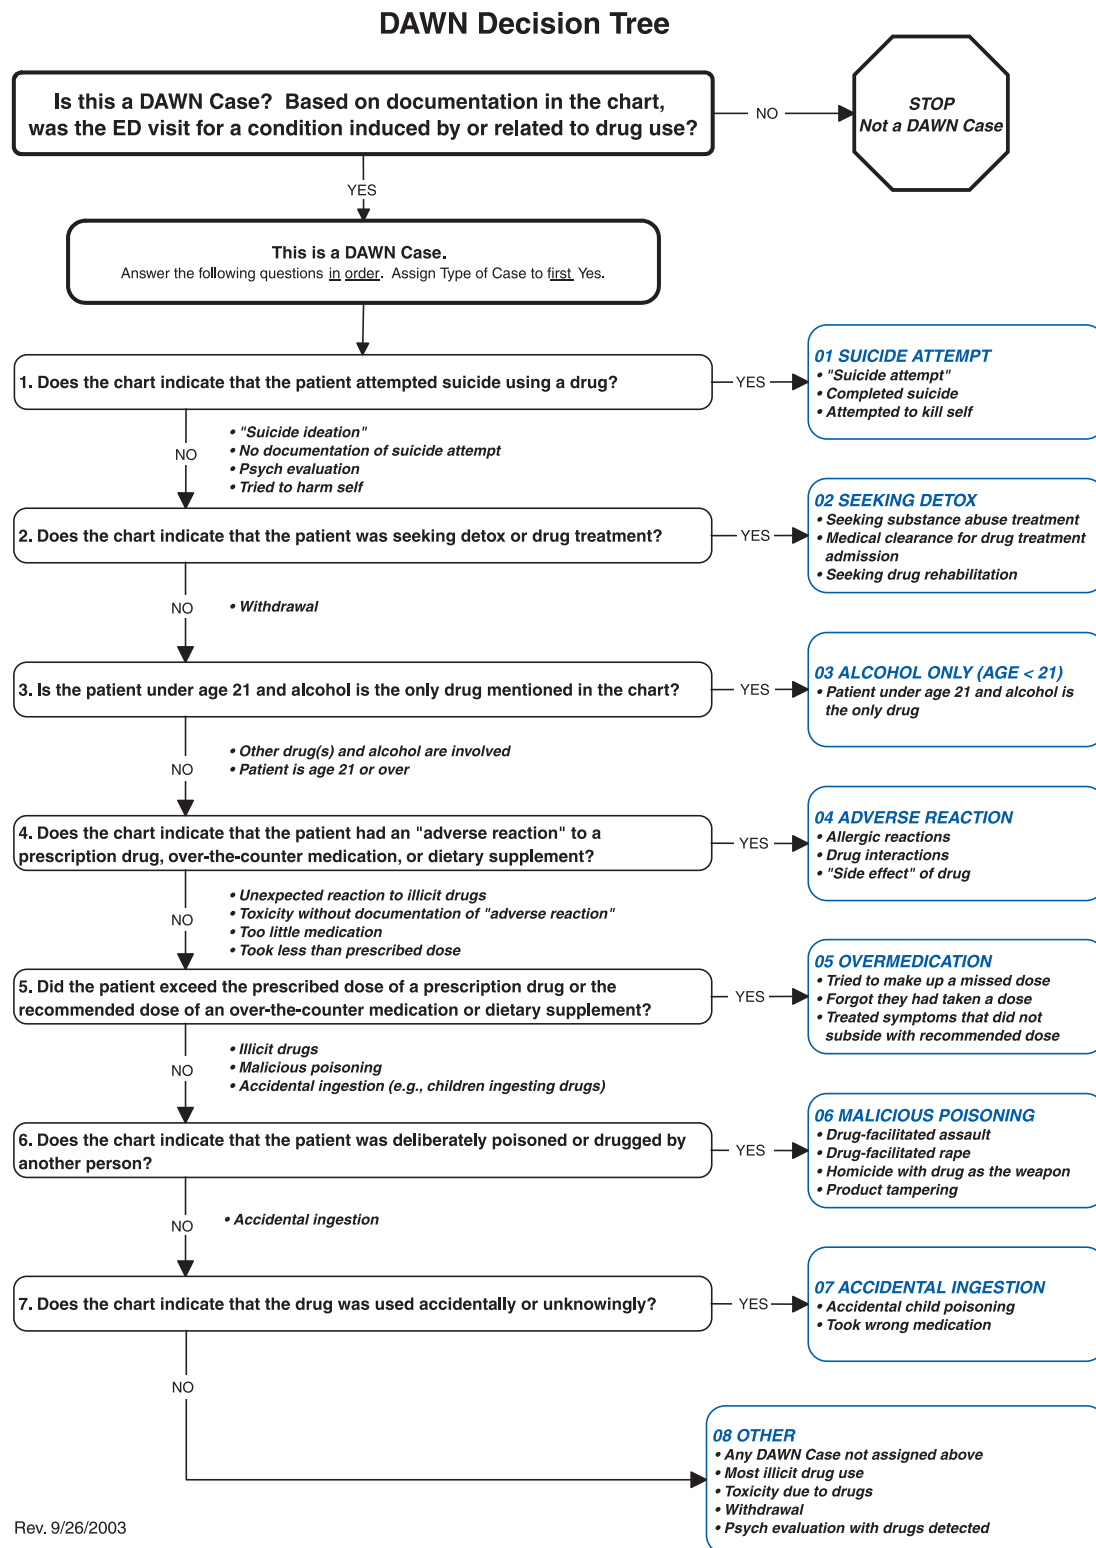 DAWN Decision Tree
Is this a DAWN Case? Based on documentation in the chart,
was the ED visit for a condition induced by or related to drug use?
NO
STOP
Not a DAWN Case
YES
This is a DAWN Case.
Answer the following questions in order. Assign Type of Case to first Yes.
1. Does the chart indicate that the patient attempted suicide using a drug?
YES
01 SUICIDE ATTEMPT
• "Suicide attempt"
• Completed suicide
• Attempted to kill self
NO
• "Suicide ideation"
• No documentation of suicide attempt
• Psych evaluation
• Tried to harm self
2. Does the chart indicate that the patient was seeking detox or drug treatment?
YES
02 SEEKING DETOX
• Seeking substance abuse treatment
• Medical clearance for drug treatment
admission
• Seeking drug rehabilitation
NO
• Withdrawal
3. Is the patient under age 21 and alcohol is the only drug mentioned in the chart?
YES
03 ALCOHOL ONLY (AGE < 21)
• Patient under age 21 and alcohol is
the only drug
NO
• Other drug(s) and alcohol are involved
• Patient is age 21 or over
4. Does the chart indicate that the patient had an "adverse reaction" to a
prescription drug, over-the-counter medication, or dietary supplement?
YES
04 ADVERSE REACTION
• Allergic reactions
• Drug interactions
• "Side effect" of drug
NO
• Unexpected reaction to illicit drugs
• Toxicity without documentation of "adverse reaction"
• Too little medication
• Took less than prescribed dose
5. Did the patient exceed the prescribed dose of a prescription drug or the
recommended dose of an over-the-counter medication or dietary supplement?
YES
05 OVERMEDICATION
• Tried to make up a missed dose
• Forgot they had taken a dose
• Treated symptoms that did not
subside with recommended dose
NO
• Illicit drugs
• Malicious poisoning
• Accidental ingestion (e.g., children ingesting drugs)
6. Does the chart indicate that the patient was deliberately poisoned or drugged by
another person?
YES
06 MALICIOUS POISONING
• Drug-facilitated assault
• Drug-facilitated rape
• Homicide with drug as the weapon
• Product tampering
NO
• Accidental ingestion
7. Does the chart indicate that the drug was used accidentally or unknowingly?
YES
07 ACCIDENTAL INGESTION
• Accidental child poisoning
• Took wrong medication
NO
08 OTHER
• Any DAWN Case not assigned above
• Most illicit drug use
• Toxicity due to drugs
• Withdrawal
• Psych evaluation with drugs detected
Rev. 9/26/2003